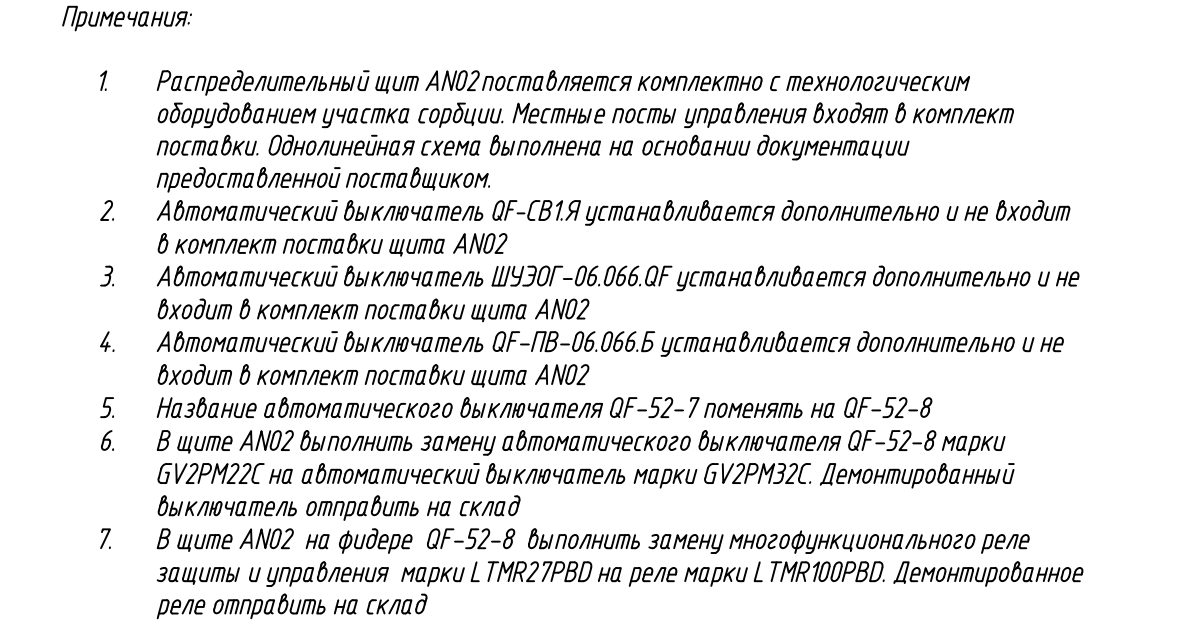 Примечания:
1. Распределительный щит AN02 поставляется комплектно с технологическим
оборудованием участка сорбции. Местные посты управления входят в комплект
поставки. Однолинейная схема выполнена на основании документации
предоставленной поставщиком.
2. Автоматический выключатель QF-СВ1.Я устанавливается дополнительно и не входит
в комплект поставки щита AN02
3. Автоматический выключатель ШУЭОГ-06.066.QF устанавливается дополнительно и не
входит в комплект поставки щита AN02
4. Автоматический выключатель QF-ПВ-06.066.Б устанавливается дополнительно и не
входит в комплект поставки щита AN02
5. Название автоматического выключателя QF-52-7 поменять на QF-52-8
6. В щите AN02 выполнить замену автоматического выключателя QF-52-8 марки
GV2PM22C на автоматический выключатель марки GV2PM32C. Демонтированный
выключатель отправить на склад
7. В щите AN02 на фидере QF-52-8 выполнить замену многофункционального реле
защиты и управления марки LTMR27PBD на реле марки LTMR100PBD. Демонтированное
реле отправить на склад